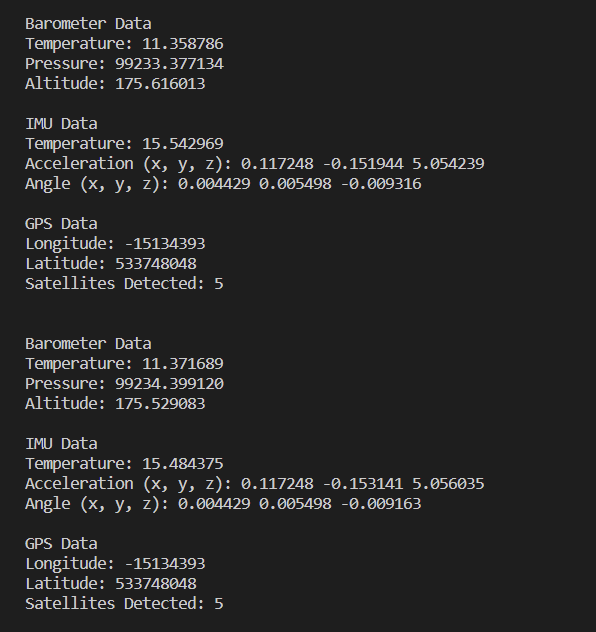 Barometer Data
Temperature: 11.358786
Pressure: 99233.377134
Altitude: 175.616013
IMU Data
Temperature: 15.542969
Acceleration (x, y, z): 0.117248 -0.151944 5.054239
Angle (x, y, z): 0.004429 0.005498 -0.009316
GPS Data
Longitude: -15134393
Latitude: 533748048
Satellites Detected: 5
Barometer Data
Temperature: 11.371689
Pressure: 99234.399120
Altitude: 175.529083
IMU Data
Temperature: 15.484375
Acceleration (x, y, z): 0.117248 -0.153141 5.056035
Angle (x, y, z): 0.004429 0.005498 -0.009163
GPS Data
Longitude: -15134393
Latitude: 533748048
Satellites Detected: 5